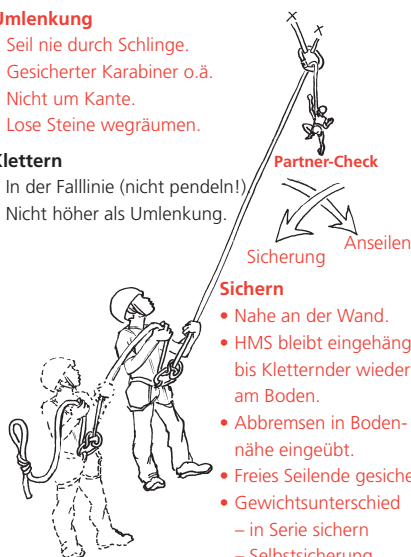 Umlenkung
Seil nie durch Schlinge.
Gesicherter Karabiner o.ä.
Nicht um Kante.
Lose Steine wegräumen.
Klettern
In der Falllinie (nicht pendeln!)
Nicht höher als Umlenkung.
Partner-Check
Sicherung Anseilen
Sichern
• Nahe an der Wand.
• HMS bleibt eingehäng
bis Kletternder wieder
am Boden.
• Abbremsen in Boden-
nähe eingeübt.
• Freies Seilende gesiche
• Gewichtsunterschied
– in Serie sichern
– Selbstsicherung